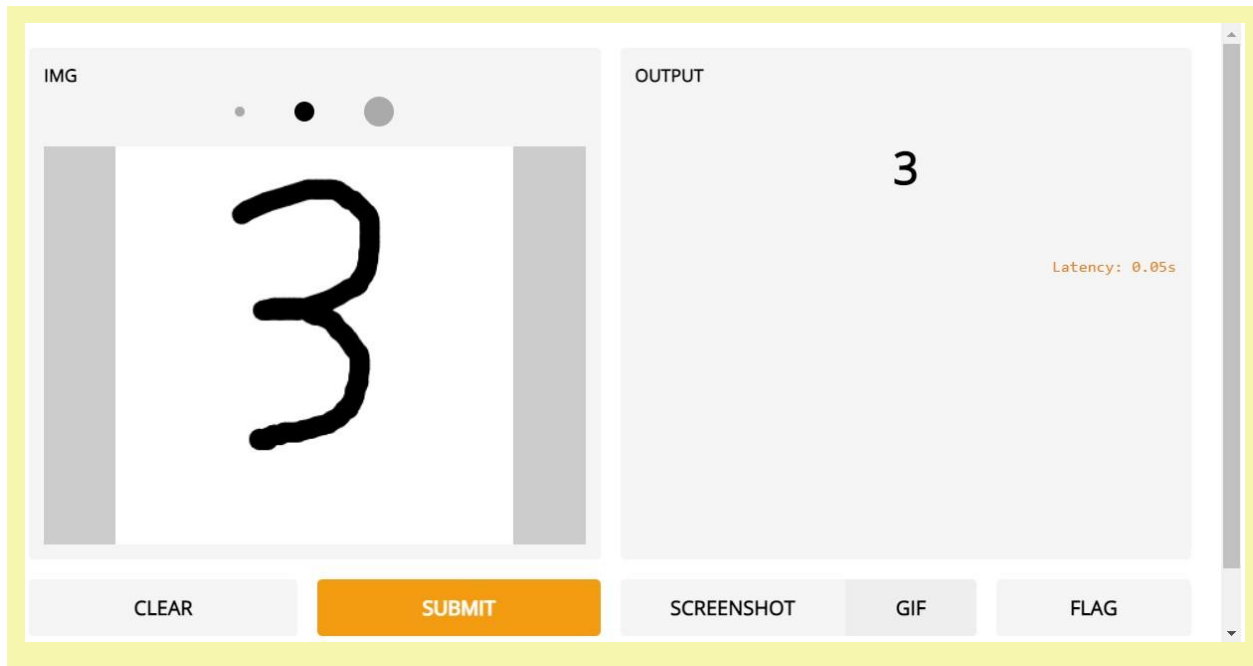 IMG
OUTPUT
3
3
Latency: 0.05s
CLEAR
SUBMIT
SCREENSHOT
GIF
FLAG